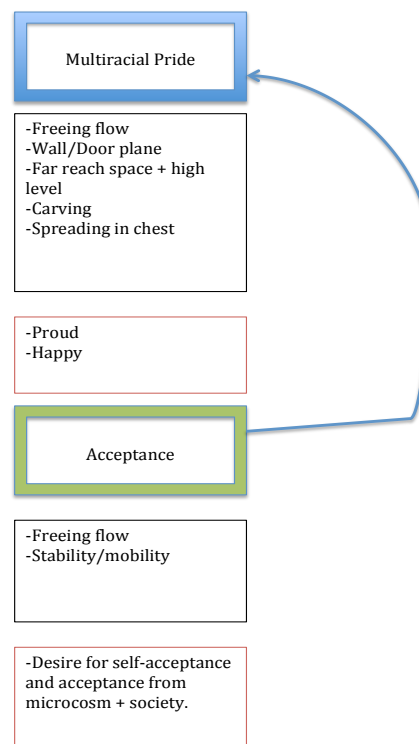 Multiracial Pride
-Freeing flow
-Wall/Door plane
-Far reach space + high
level
-Carving
-Spreading in chest
-Proud
-Happy
Acceptance
-Freeing flow
-Stability/mobility
-Desire for self-acceptance
and acceptance from
microcosm + society.